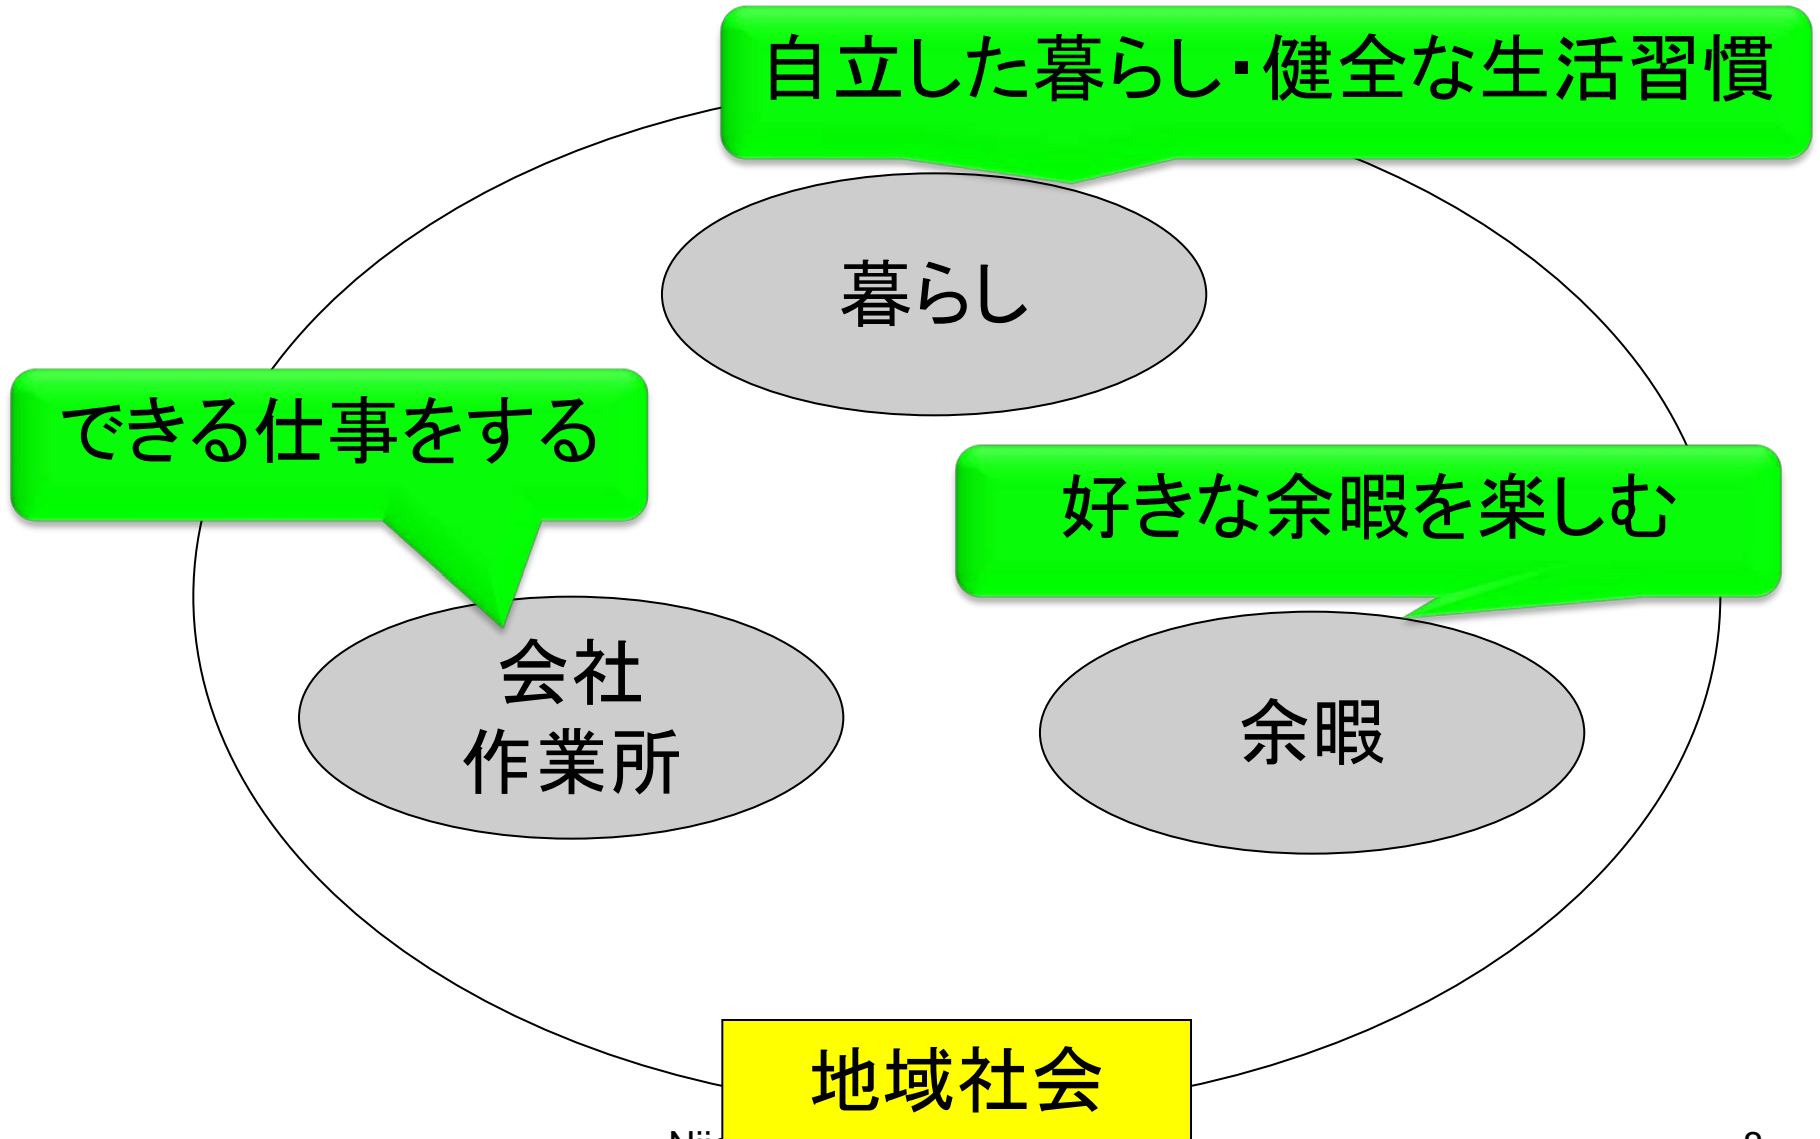 自立した暮らし・健全な生活習慣
暮らし
できる仕事をする
好きな余暇を楽しむ
会社
作業所
余暇
地域社会